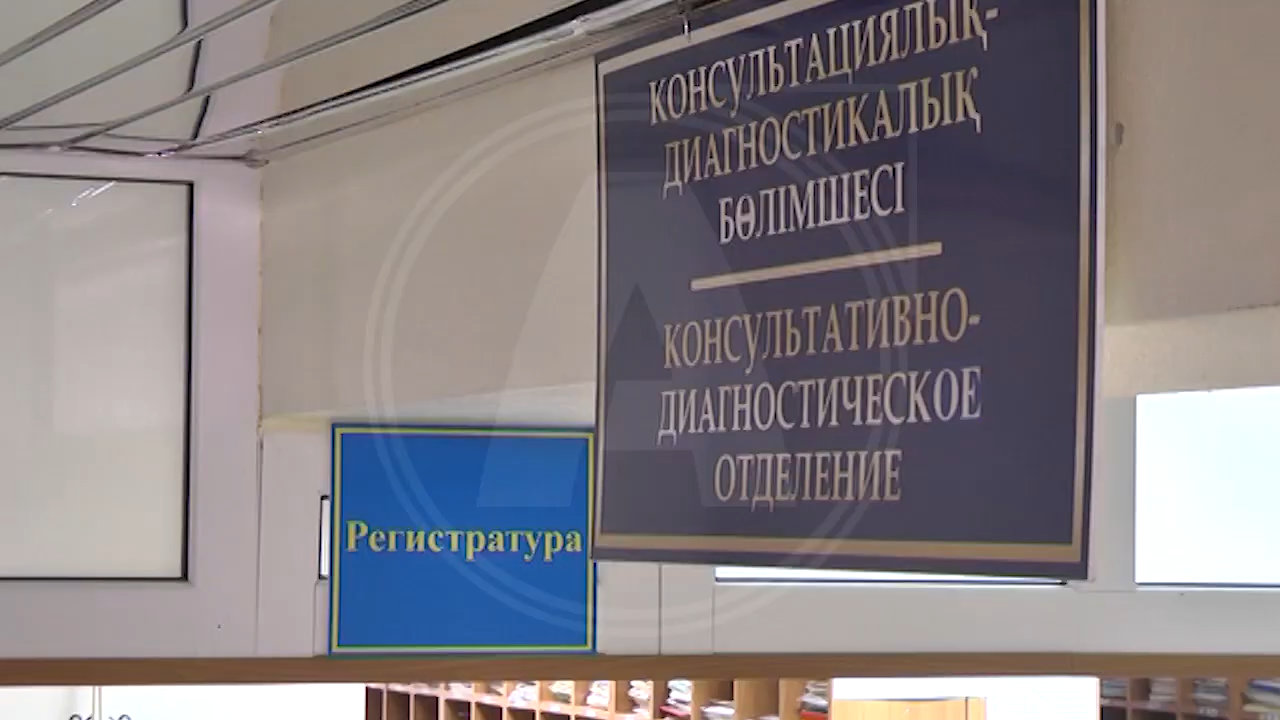 КОНСУЛЬТАЦИЯЛЫҚ-
ДИАГНОСТИКАЛЫҚ
БӨЛІМШЕСІ
КОНСУЛЬТАТИВНО-
ДИАГНОСТИЧЕСКОЕ
ОТДЕЛЕНИЕ
Регистратура